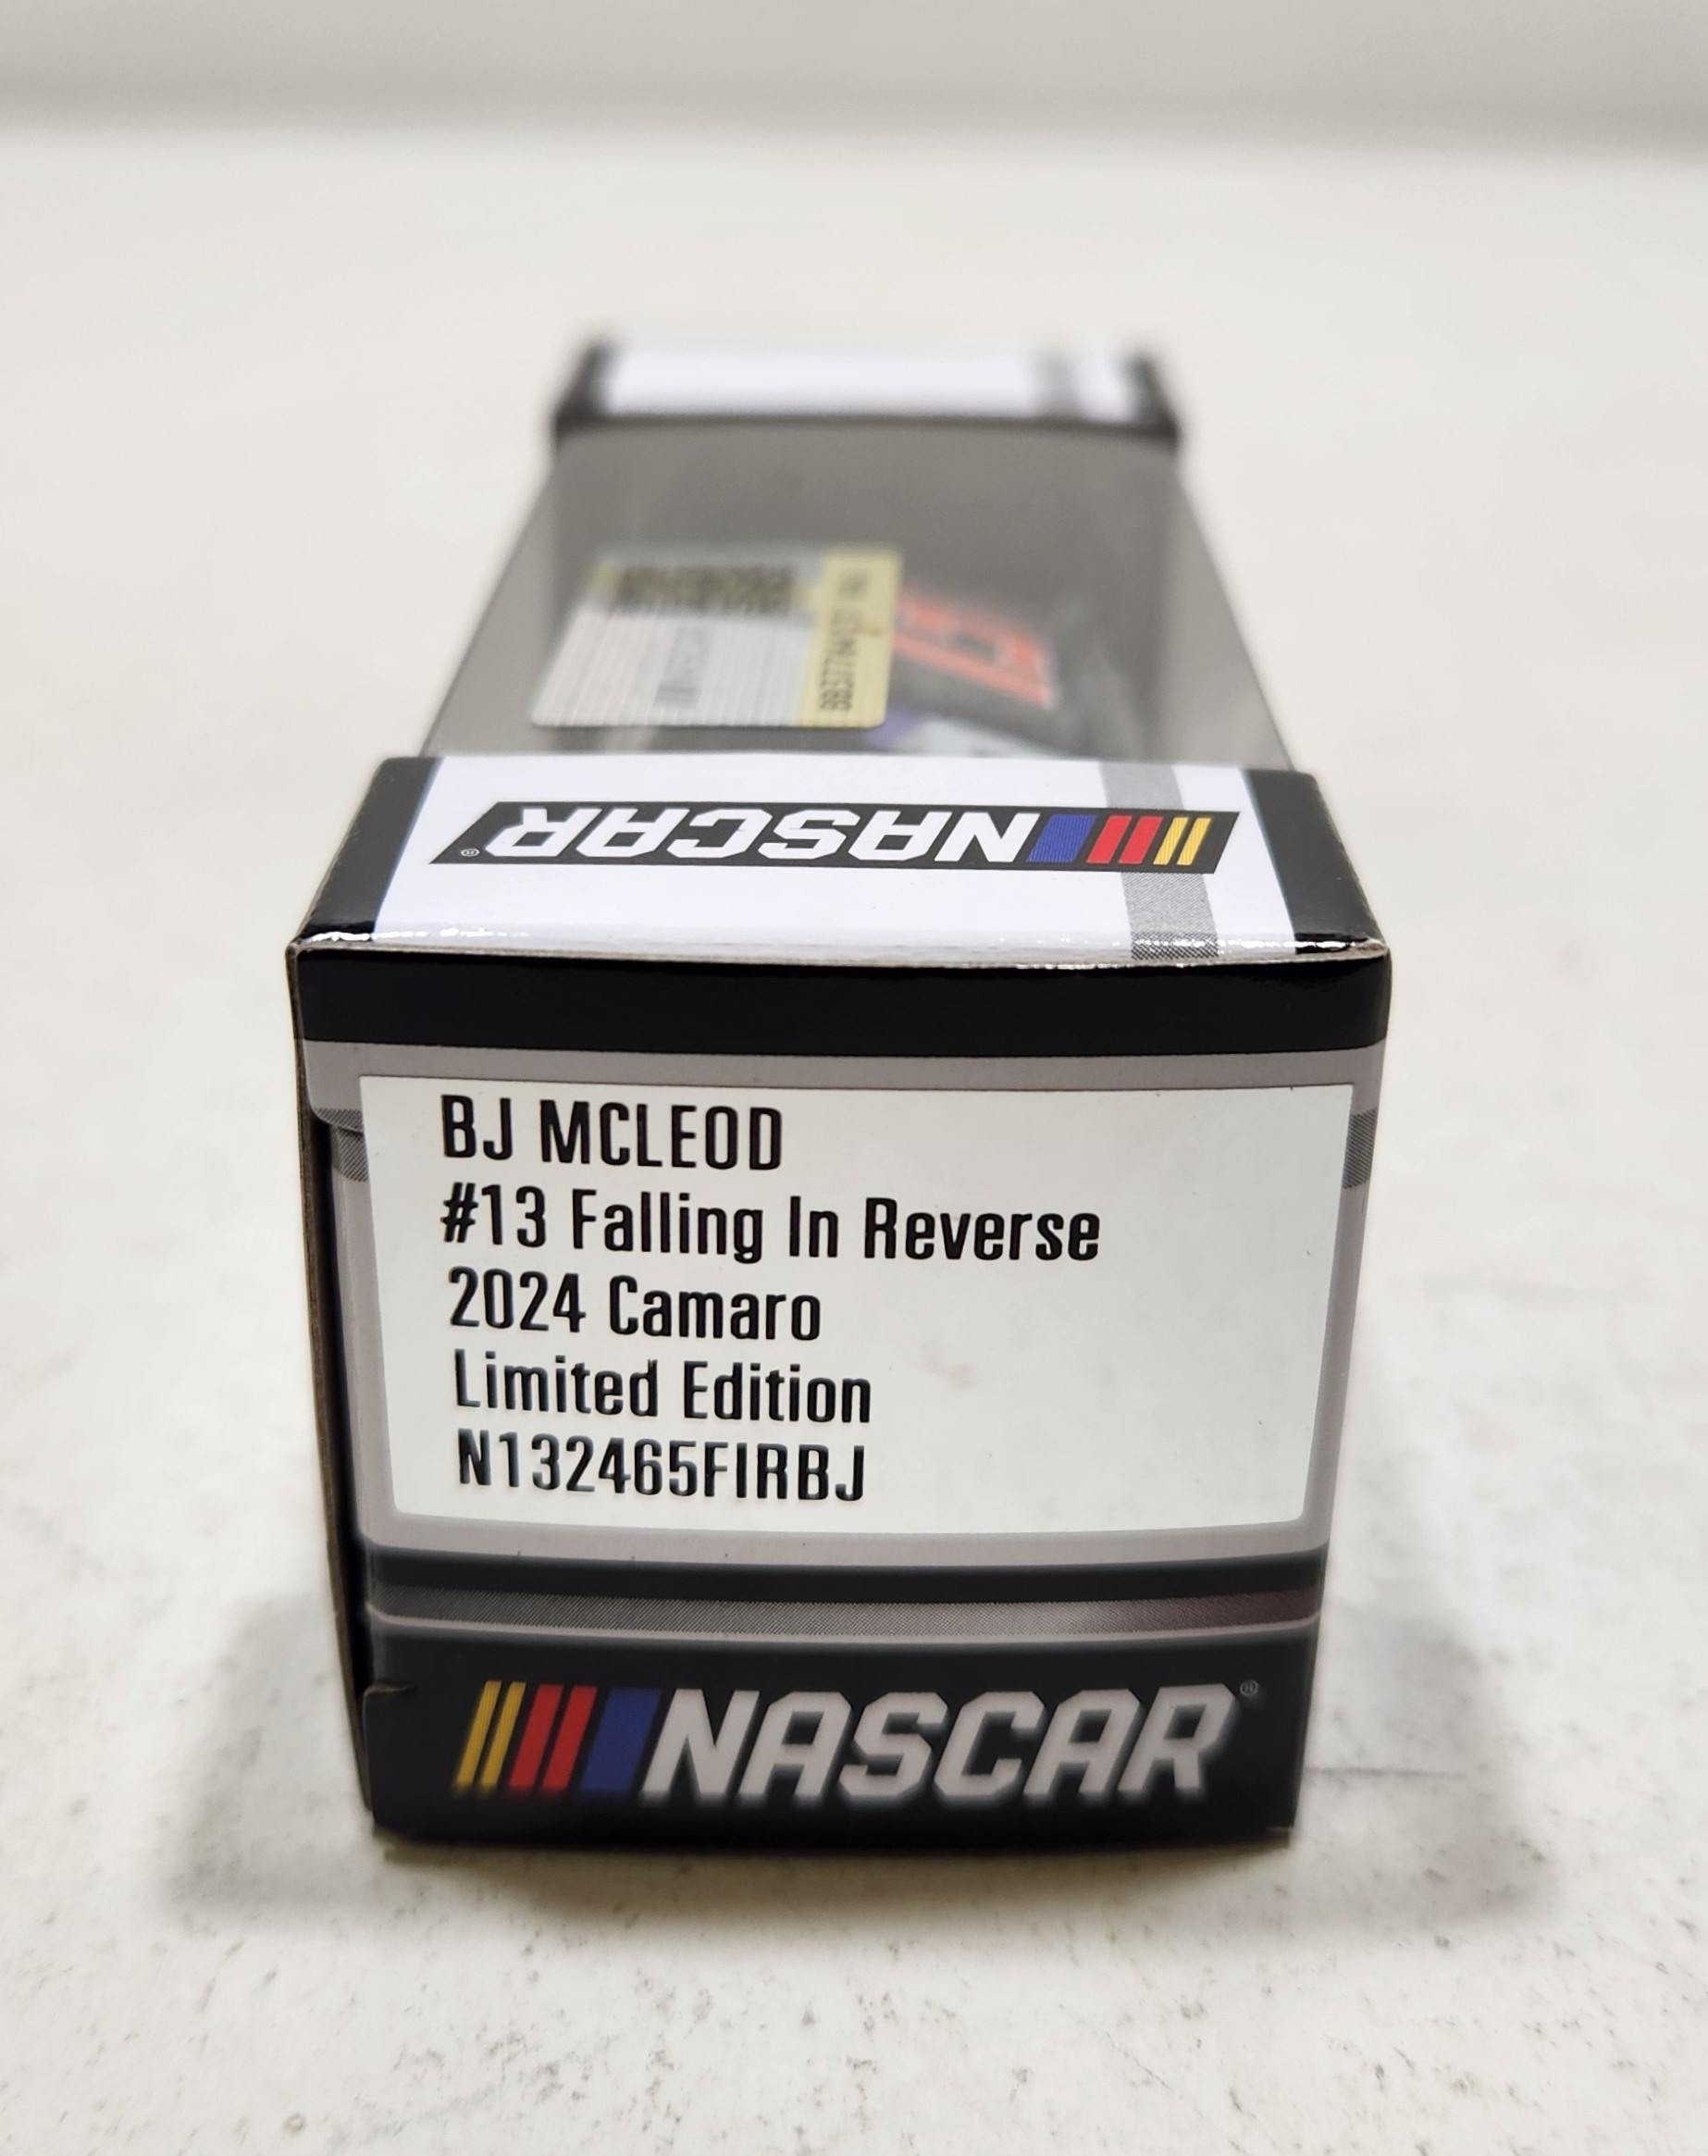 NASCAR®
BJ MCLEOD
#13 Falling In Reverse
2024 Camaro
Limited Edition
N132465FIRBJ
NASCAR®